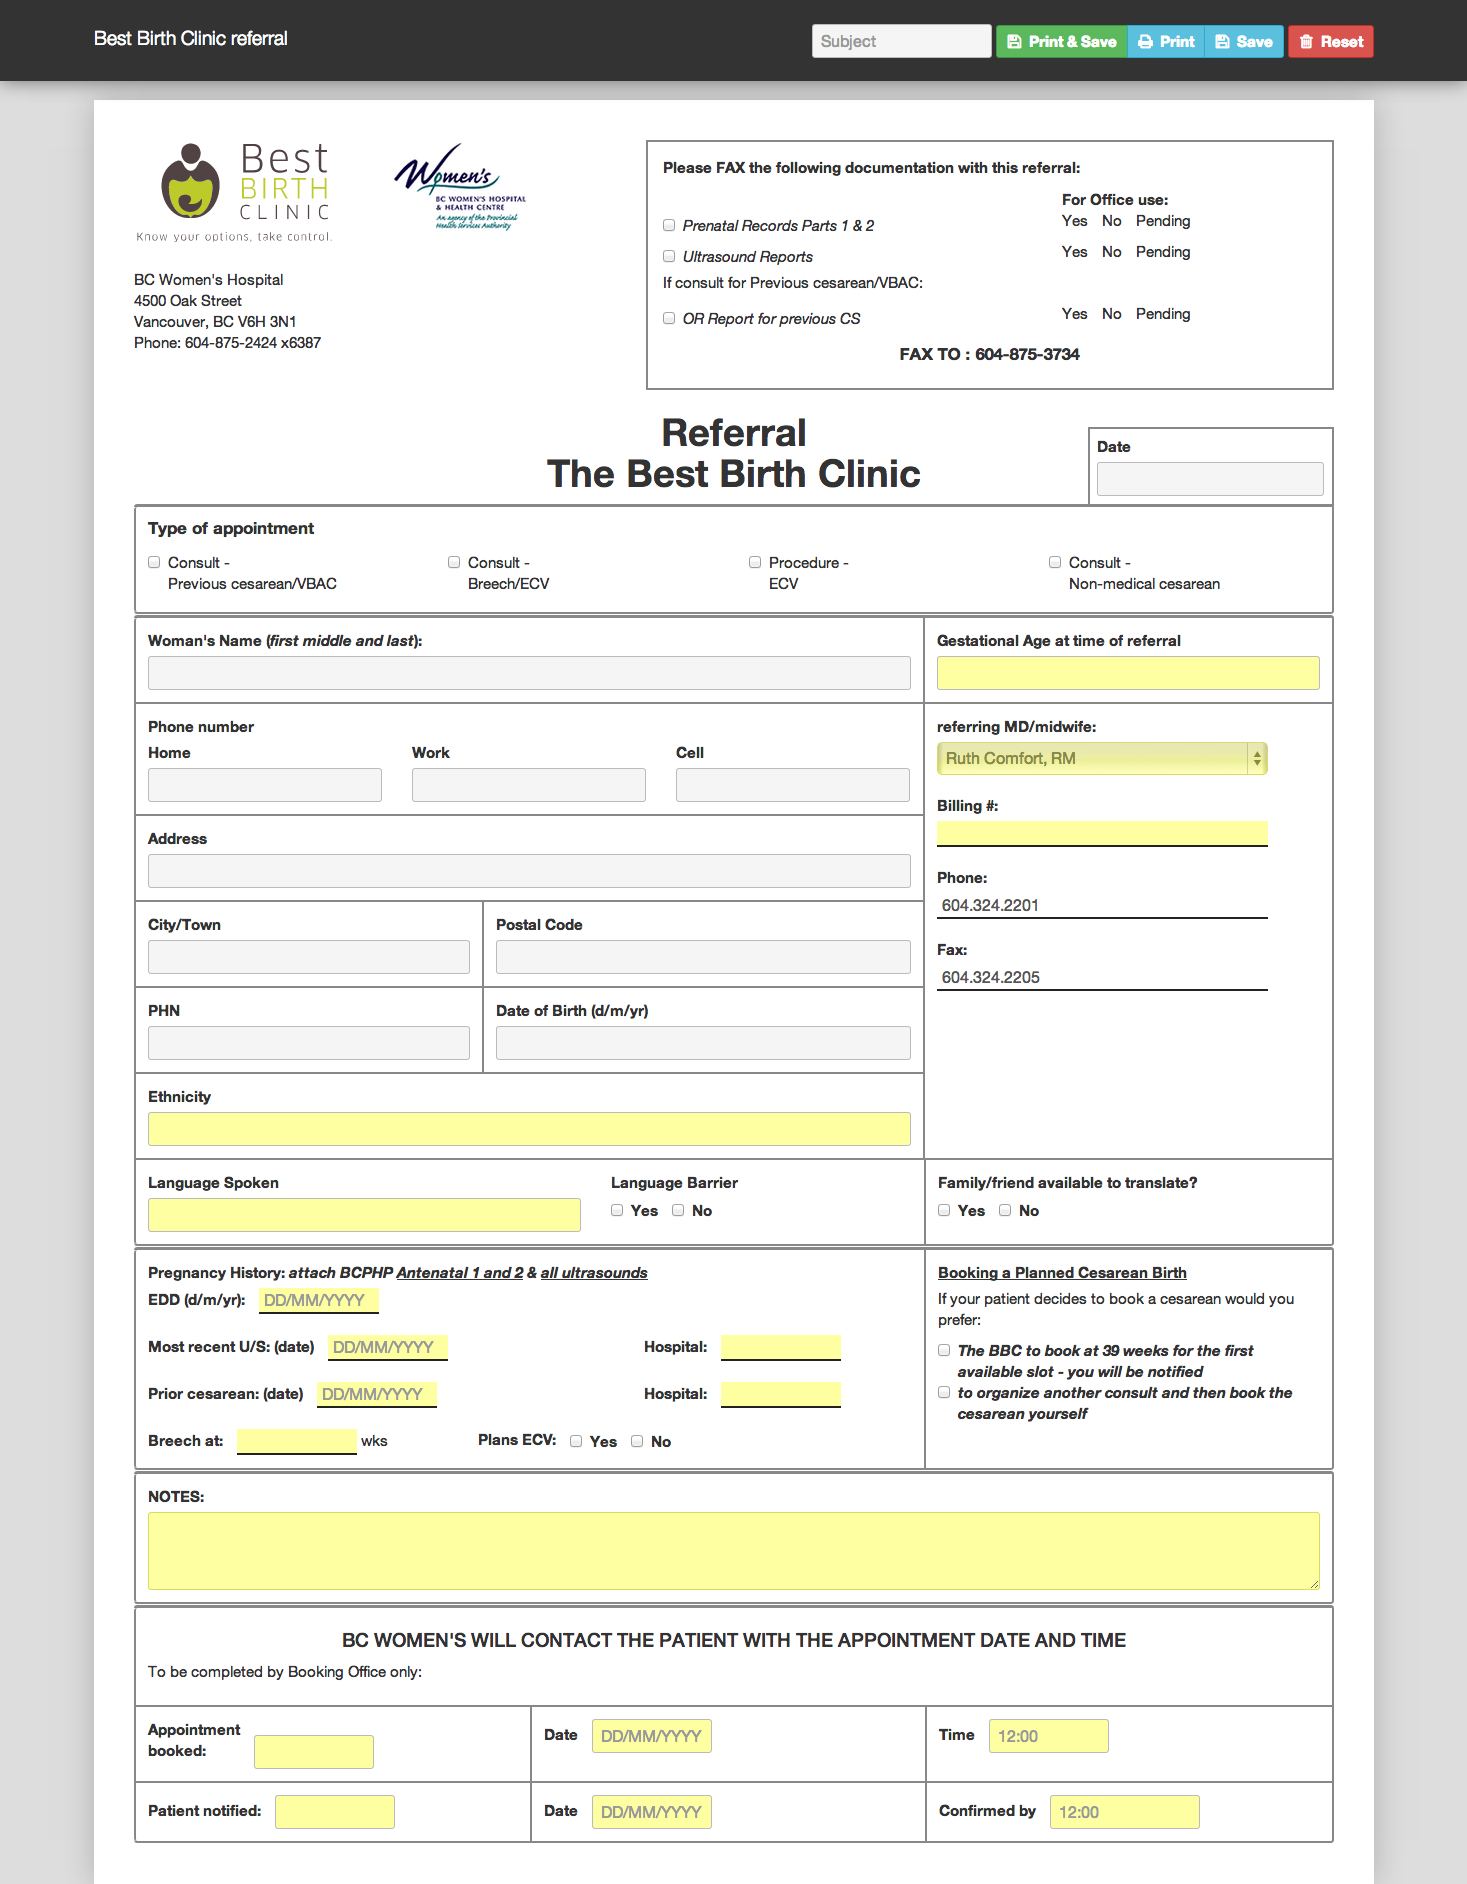 Best Birth Clinic referral
Subject
Print & Save
Print
Save
Reset
Best
BIRTH
CLINIC
Know your options, take control.
Women's
BC WOMEN'S HOSPITAL
& HEALTH CENTRE
An agency of the Provincial
Health Services Authority
BC Women's Hospital
4500 Oak Street
Vancouver, BC V6H 3N1
Phone: 604-875-2424 x6387
Please FAX the following documentation with this referral:
For Office use:
Prenatal Records Parts 1 & 2 Yes No Pending
Ultrasound Reports Yes No Pending
If consult for Previous cesarean/VBAC:
OR Report for previous CS Yes No Pending
FAX TO : 604-875-3734
Referral
The Best Birth Clinic
Date
Type of appointment
Consult -
Previous cesarean/VBAC
Consult -
Breech/ECV
Procedure -
ECV
Consult -
Non-medical cesarean
Woman's Name (first middle and last):
Gestational Age at time of referral
Phone number
Home Work Cell
referring MD/midwife:
Ruth Comfort, RM
Billing #:
Phone:
604.324.2201
Fax:
604.324.2205
Address
City/Town Postal Code
PHN Date of Birth (d/m/yr)
Ethnicity
Language Spoken
Language Barrier
Yes No
Family/friend available to translate?
Yes No
Pregnancy History: attach BCPHP Antenatal 1 and 2 & all ultrasounds
EDD (d/m/yr): DD/MM/YYYY
Most recent U/S: (date) DD/MM/YYYY Hospital:
Prior cesarean: (date) DD/MM/YYYY Hospital:
Breech at: wks Plans ECV: Yes No
Booking a Planned Cesarean Birth
If your patient decides to book a cesarean would you
prefer:
The BBC to book at 39 weeks for the first
available slot - you will be notified
to organize another consult and then book the
cesarean yourself
NOTES:
BC WOMEN'S WILL CONTACT THE PATIENT WITH THE APPOINTMENT DATE AND TIME
To be completed by Booking Office only:
Appointment
booked:
Date DD/MM/YYYY
Time 12:00
Patient notified:
Date DD/MM/YYYY
Confirmed by 12:00